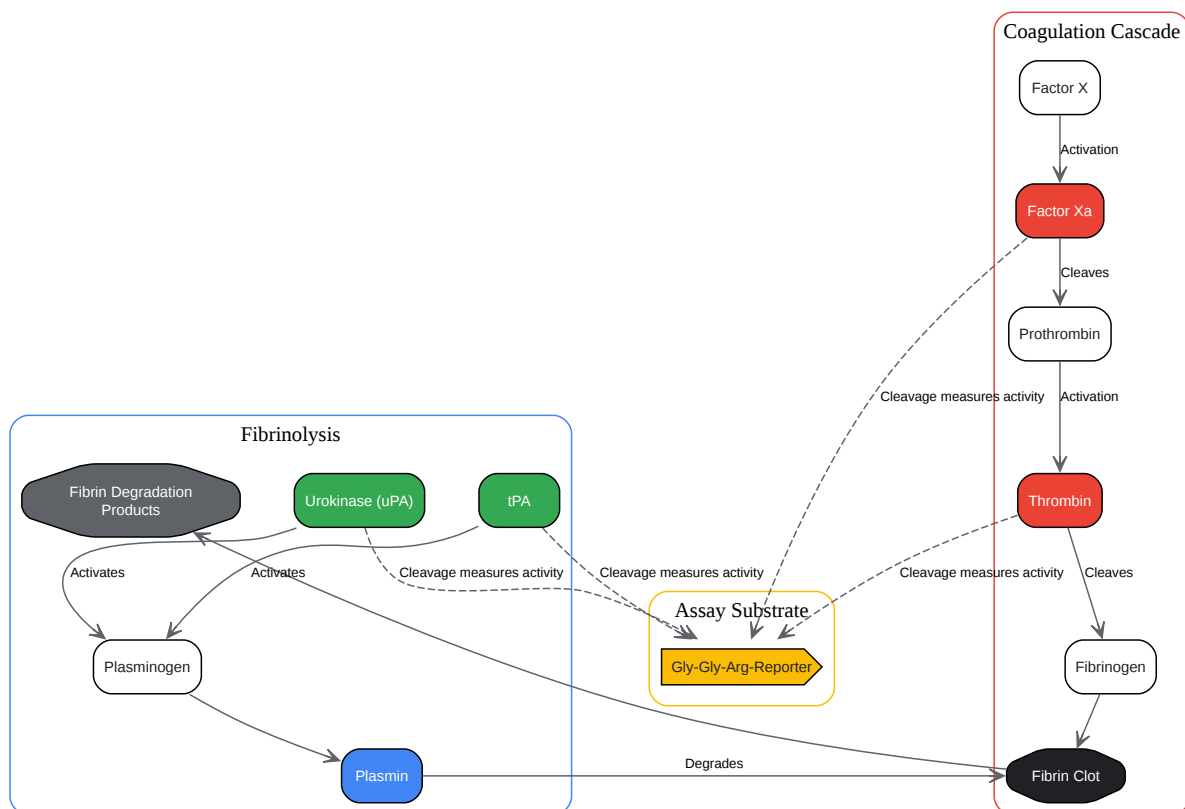 Coagulation Cascade
Factor X
Activation
Factor Xa
Cleaves
Prothrombin
Cleavage measures activity
Activation
Fibrinolysis
Fibrin Degradation
Products
Urokinase (uPA)
tPA
Thrombin
Activates
Activates
Cleavage measures activity
Cleavage measures activity
Cleavage measures activity
Cleaves
Assay Substrate
Plasminogen
Gly-Gly-Arg-Reporter
Fibrinogen
Plasmin
Degrades
Fibrin Clot